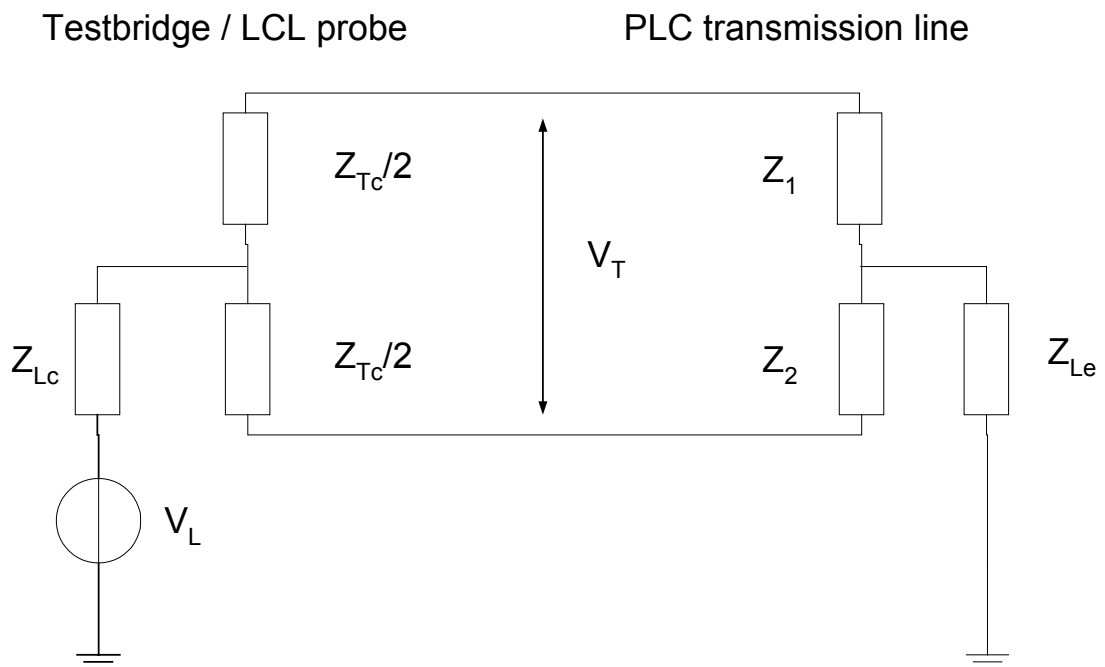 Testbridge / LCL probe
PLC transmission line
Z_Tc/2
Z_1
V_T
Z_Lc
Z_Tc/2
Z_2
Z_Le
V_L